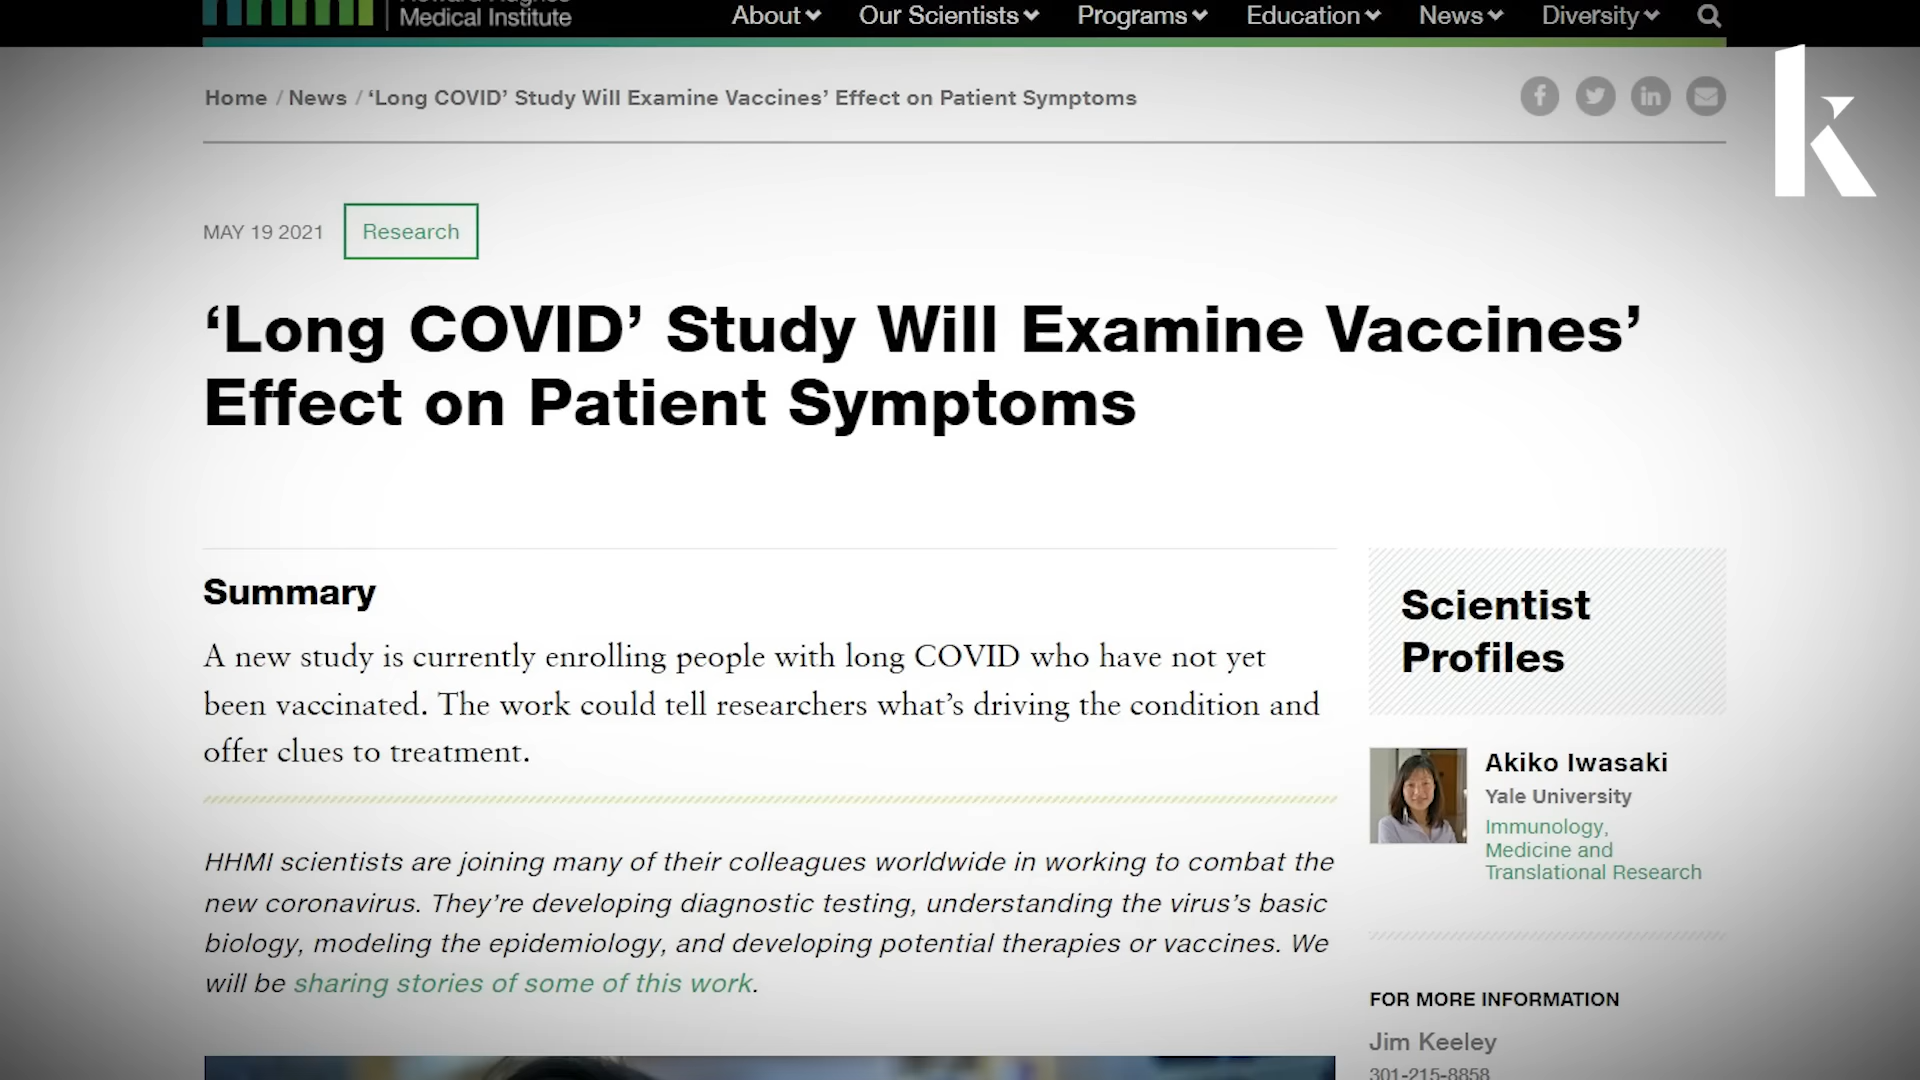 Medical Institute
About Our Scientists Programs Education News Diversity
Home / News / ‘Long COVID’ Study Will Examine Vaccines’ Effect on Patient Symptoms
k
MAY 19 2021 Research
‘Long COVID’ Study Will Examine Vaccines’
Effect on Patient Symptoms
Summary
A new study is currently enrolling people with long COVID who have not yet
been vaccinated. The work could tell researchers what’s driving the condition and
offer clues to treatment.
HHMI scientists are joining many of their colleagues worldwide in working to combat the
new coronavirus. They’re developing diagnostic testing, understanding the virus’s basic
biology, modeling the epidemiology, and developing potential therapies or vaccines. We
will be sharing stories of some of this work.
Scientist
Profiles
Akiko Iwasaki
Yale University
Immunology,
Medicine and
Translational Research
FOR MORE INFORMATION
Jim Keeley
301-215-8858